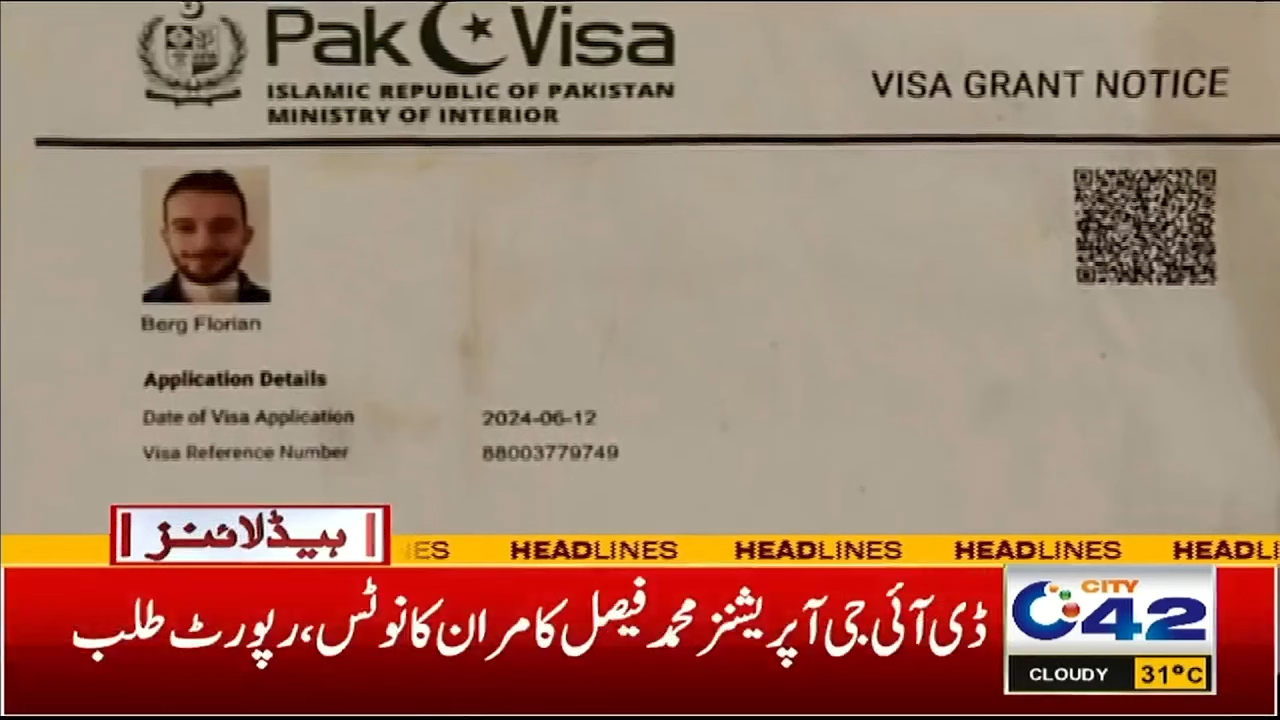 Pak Visa
ISLAMIC REPUBLIC OF PAKISTAN
MINISTRY OF INTERIOR
VISA GRANT NOTICE
Berg Florian
Application Details
Date of Visa Application 2024-06-12
Visa Reference Number 88003779749
ہیڈلائنز
ES HEADLINES HEADLINES HEADLINES HEADLI
ڈی آئی جی آپریشنز محمد فیصل کامران کا نوٹس، رپورٹ طلب
CITY
42
CLOUDY 31°C